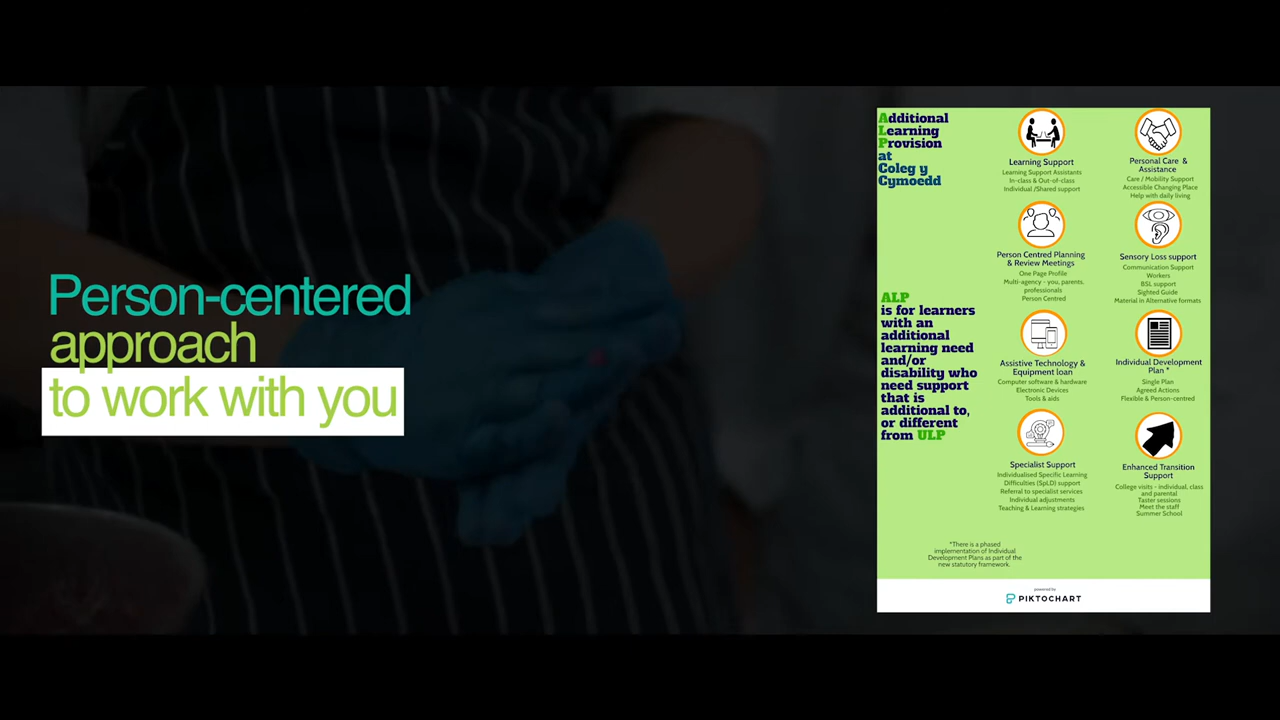 Person-centered
approach
to work with you
Additional
Learning
Provision
at
Coleg y
Cymoedd
ALP
is for learners
with an
additional
learning need
and/or
disability who
need support
that is
additional to,
or different
from ULP
Learning Support
Learning Support Assistants
In-class & Out-of-class
Individual /Shared support
Personal Care &
Assistance
Care / Mobility Support
Accessible Changing Place
Help with daily living
Person Centred Planning
& Review Meetings
One Page Profile
Multi-agency - you, parents,
professionals
Person Centred
Sensory Loss support
Communication Support
Workers
BSL support
Sighted Guide
Material in Alternative formats
Assistive Technology &
Equipment loan
Computer software & hardware
Electronic Devices
Tools & aids
Individual Development
Plan *
Single Plan
Agreed Actions
Flexible & Person-centred
Specialist Support
Individualised Specific Learning
Difficulties (SpLD) support
Referral to specialist services
Individual adjustments
Teaching & Learning strategies
Enhanced Transition
Support
College visits - individual, class
and parental
Taster sessions
Meet the staff
Summer School
*There is a phased
implementation of Individual
Development Plans as part of the
new statutory framework.
powered by
PIKTOCHART